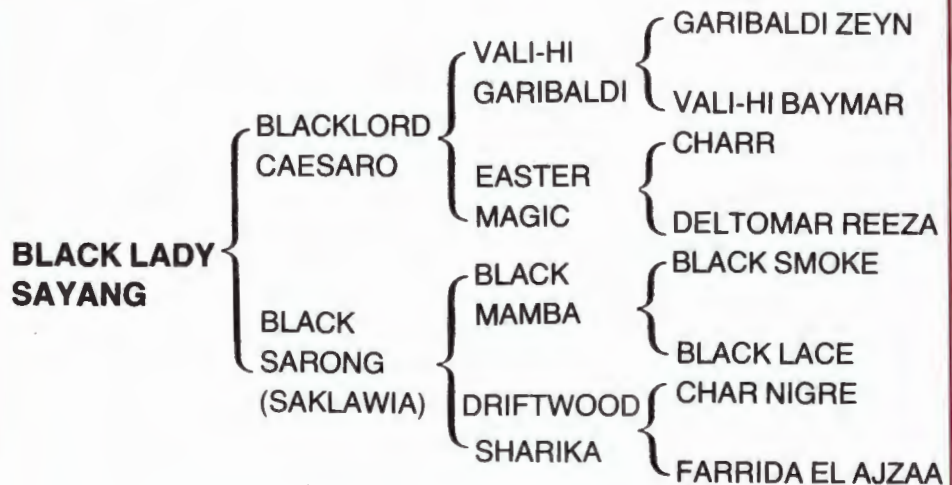 BLACK LADY
SAYANG
BLACKLORD
CAESARO
BLACK
SARONG
(SAKLAWIA)
VALI-HI
GARIBALDI
EASTER
MAGIC
BLACK
MAMBA
DRIFTWOOD
SHARIKA
GARIBALDI ZEYN
VALI-HI BAYMAR
CHARR
DELTOMAR REEZA
BLACK SMOKE
BLACK LACE
CHAR NIGRE
FARRIDA EL AJZAA